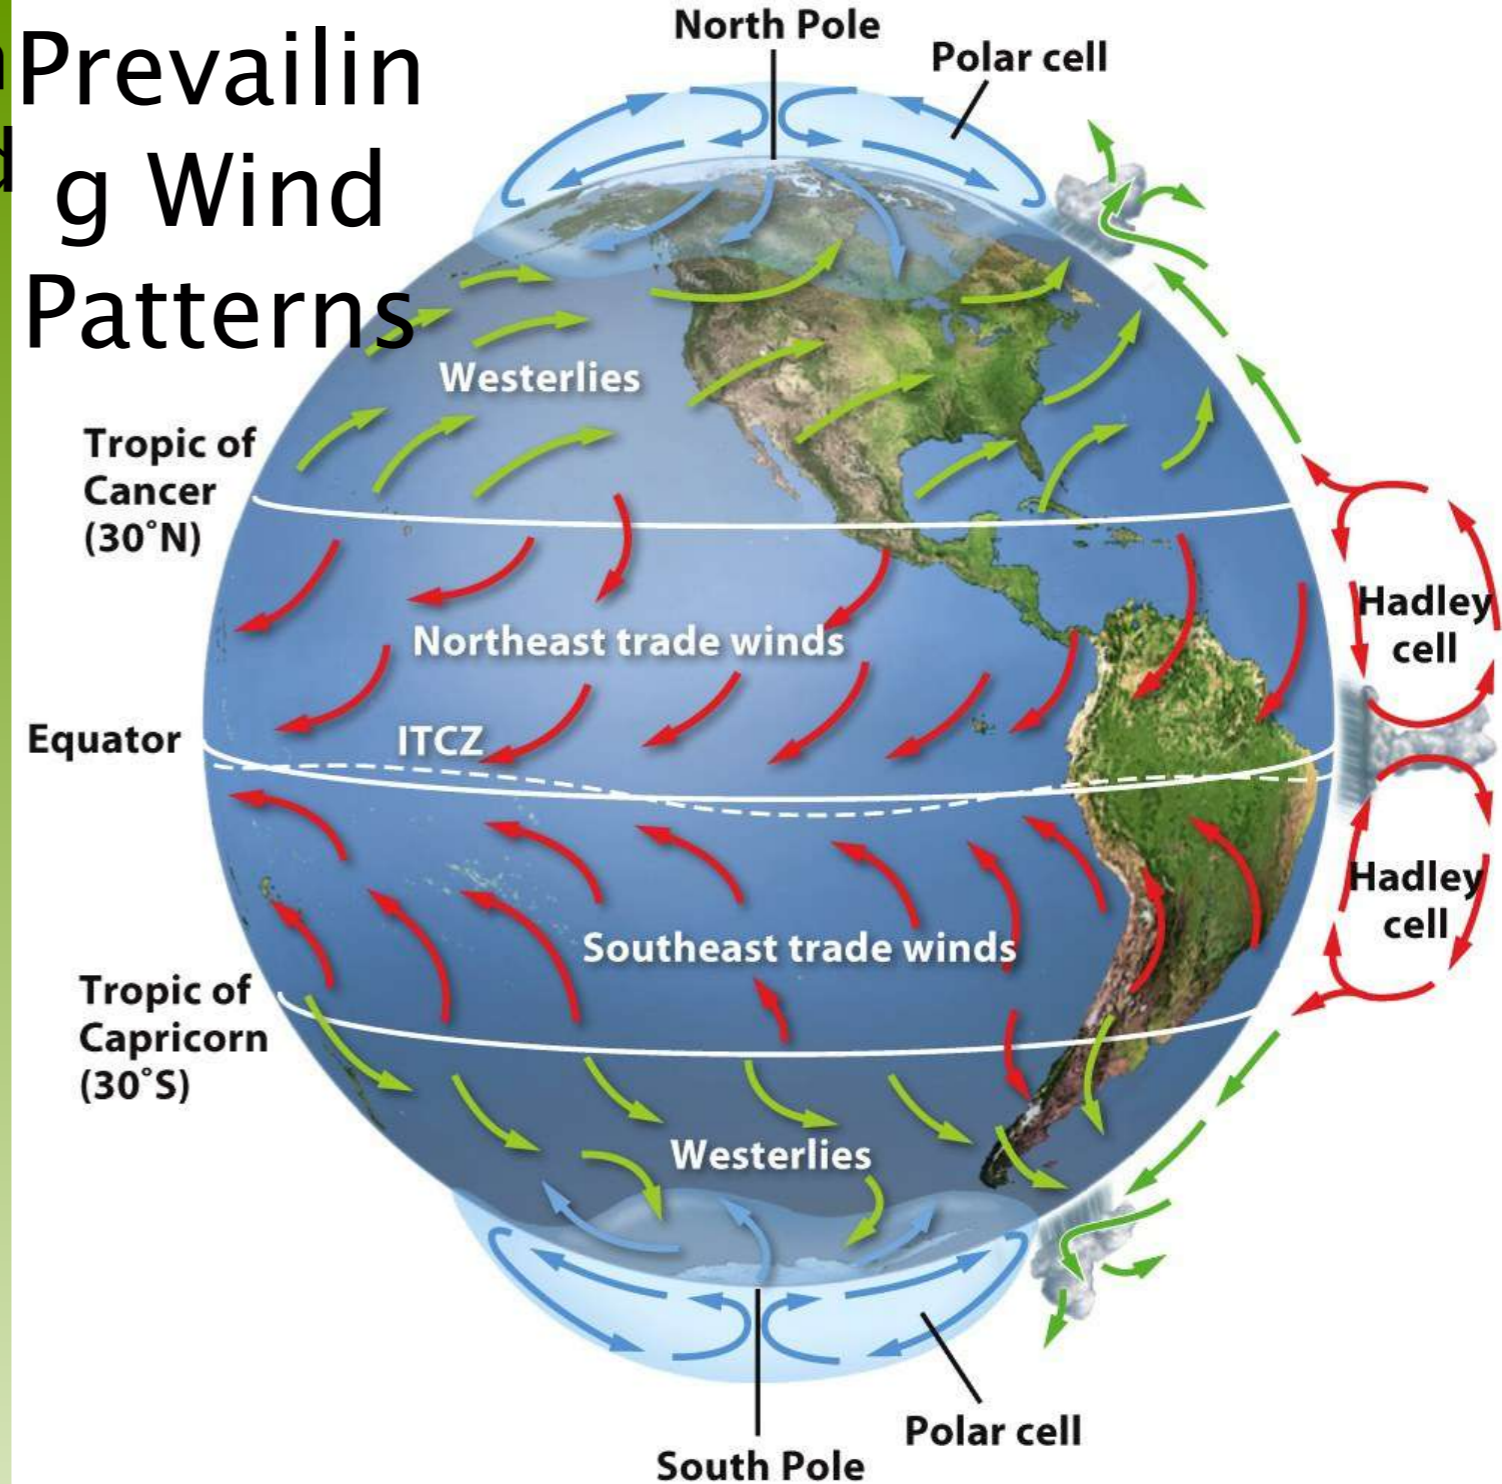 Prevailin
g Wind
Patterns
North Pole
Polar cell
Westerlies
Tropic of
Cancer
(30˚N)
Hadley
cell
Northeast trade winds
Equator
ITCZ
Hadley
cell
Southeast trade winds
Tropic of
Capricorn
(30˚S)
Westerlies
Polar cell
South Pole